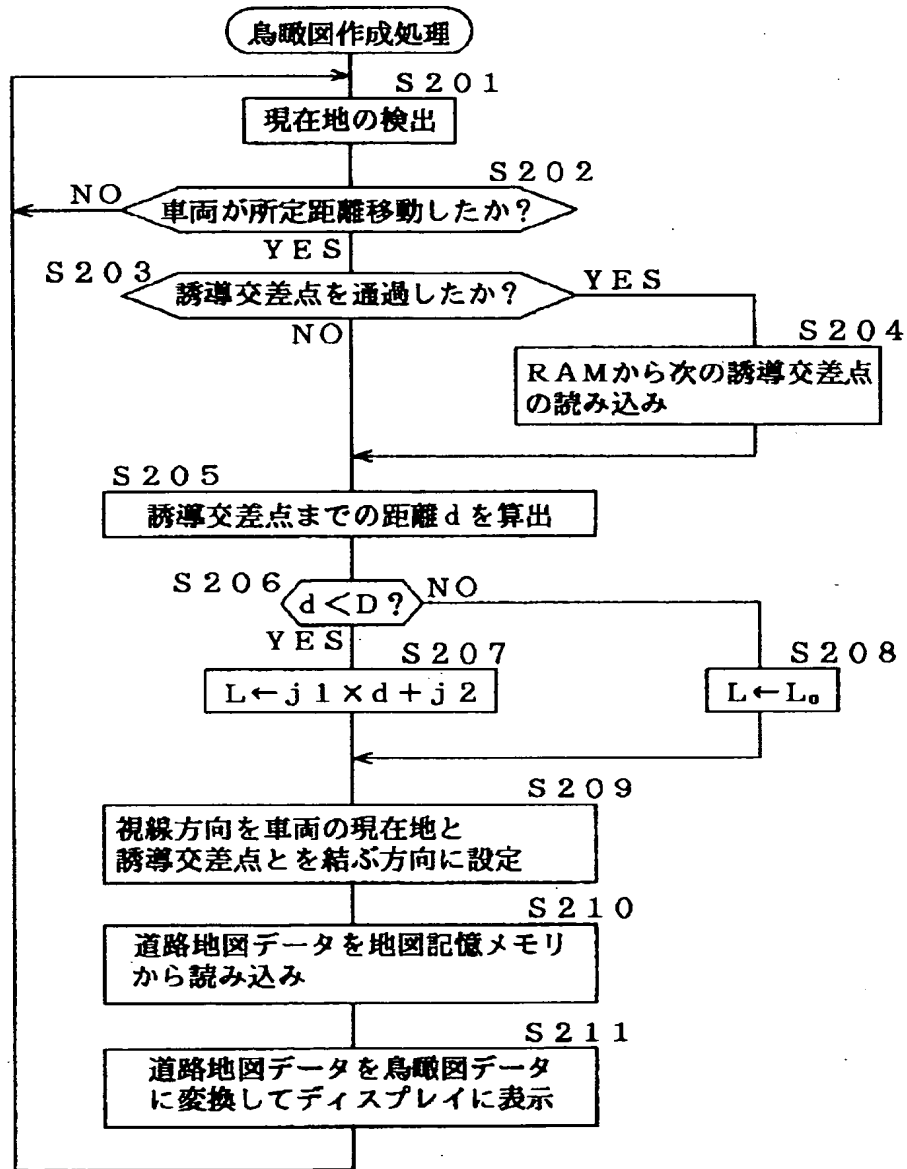 鳥瞰図作成処理
S201
現在地の検出
S202
NO
車両が所定距離移動したか?
YES
S203
誘導交差点を通過したか?
YES
NO
S204
RAMから次の誘導交差点
の読み込み
S205
誘導交差点までの距離dを算出
S206
d<D?
NO
YES
S207
L←j1×d+j2
S208
L←L₀
S209
視線方向を車両の現在地と
誘導交差点とを結ぶ方向に設定
S210
道路地図データを地図記憶メモリ
から読み込み
S211
道路地図データを鳥瞰図データ
に変換してディスプレイに表示